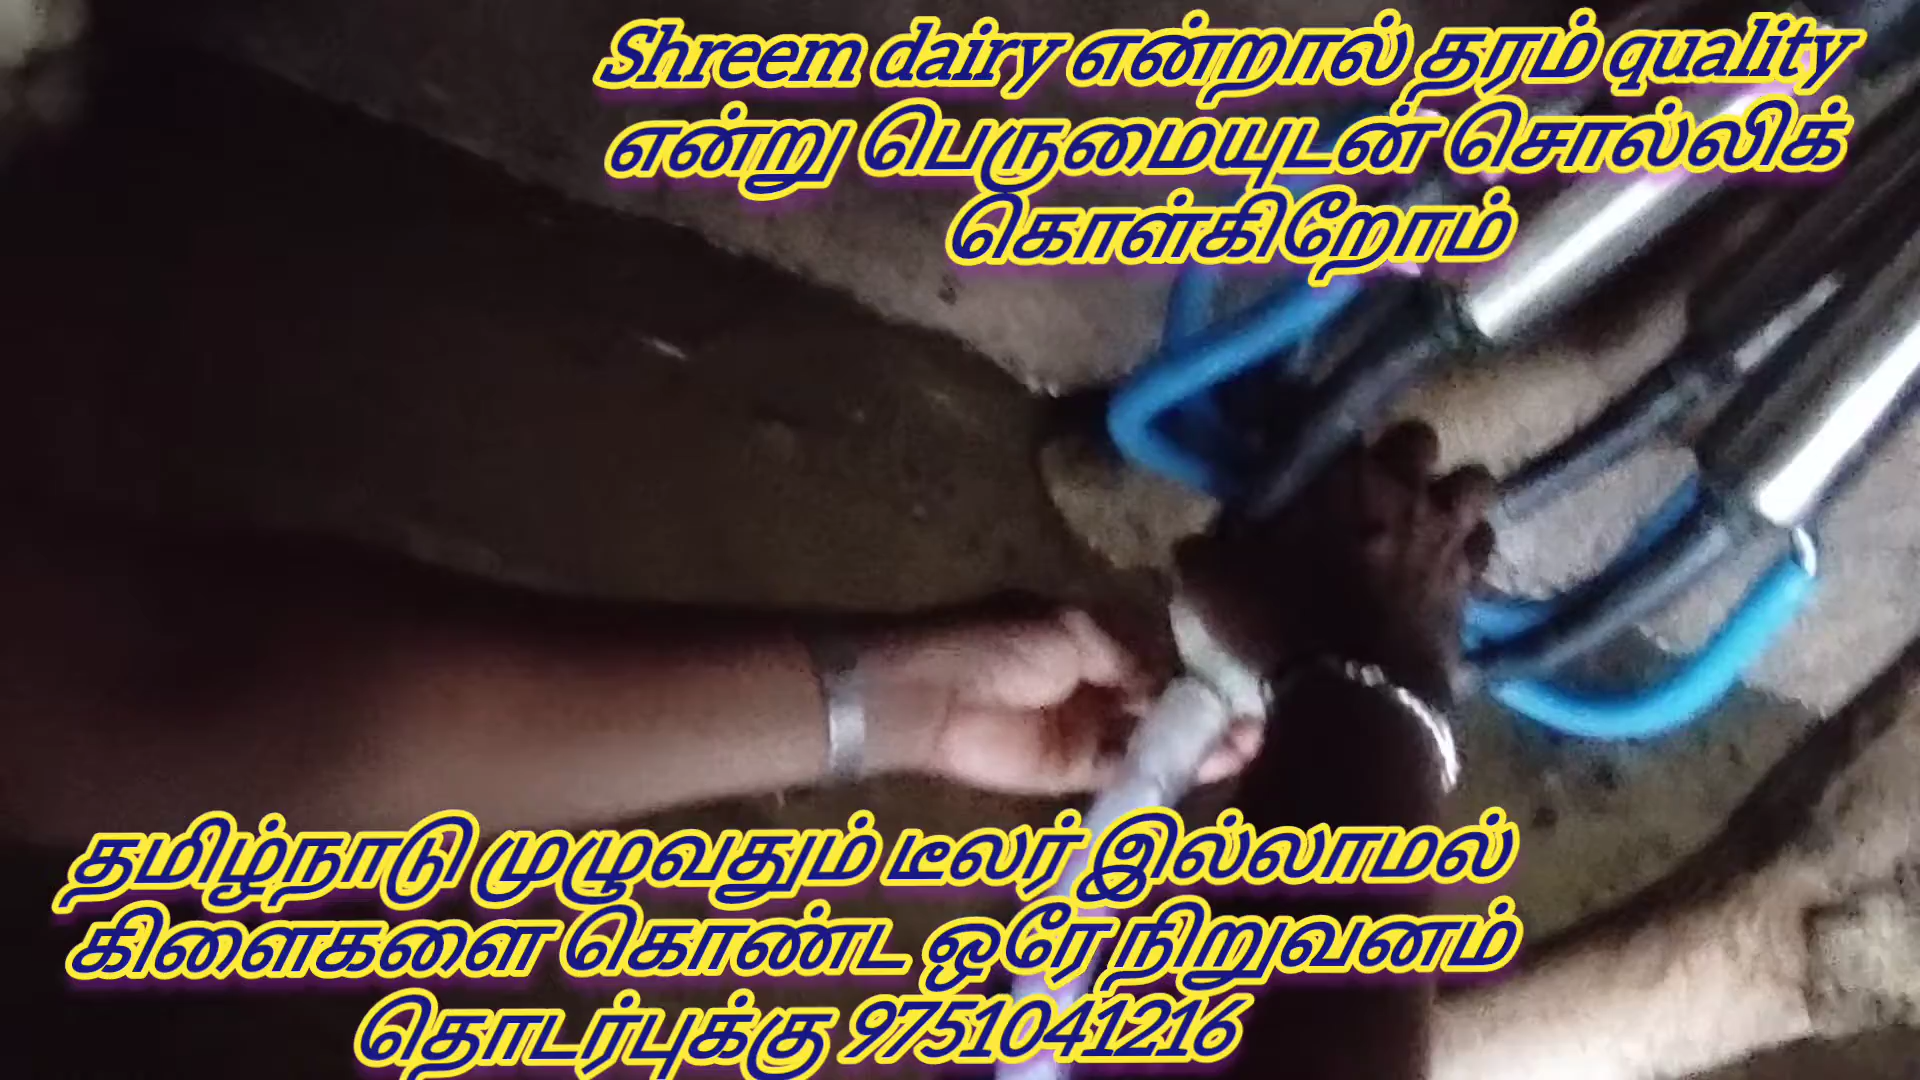 Shreem dairy என்றால் தரம் quality
என்று பெருமையுடன் சொல்லிக்
கொள்கிறோம்
தமிழ்நாடு முழுவதும் டீலர் இல்லாமல்
கிளைகளை கொண்ட ஒரே நிறுவனம்
தொடர்புக்கு 9751041216